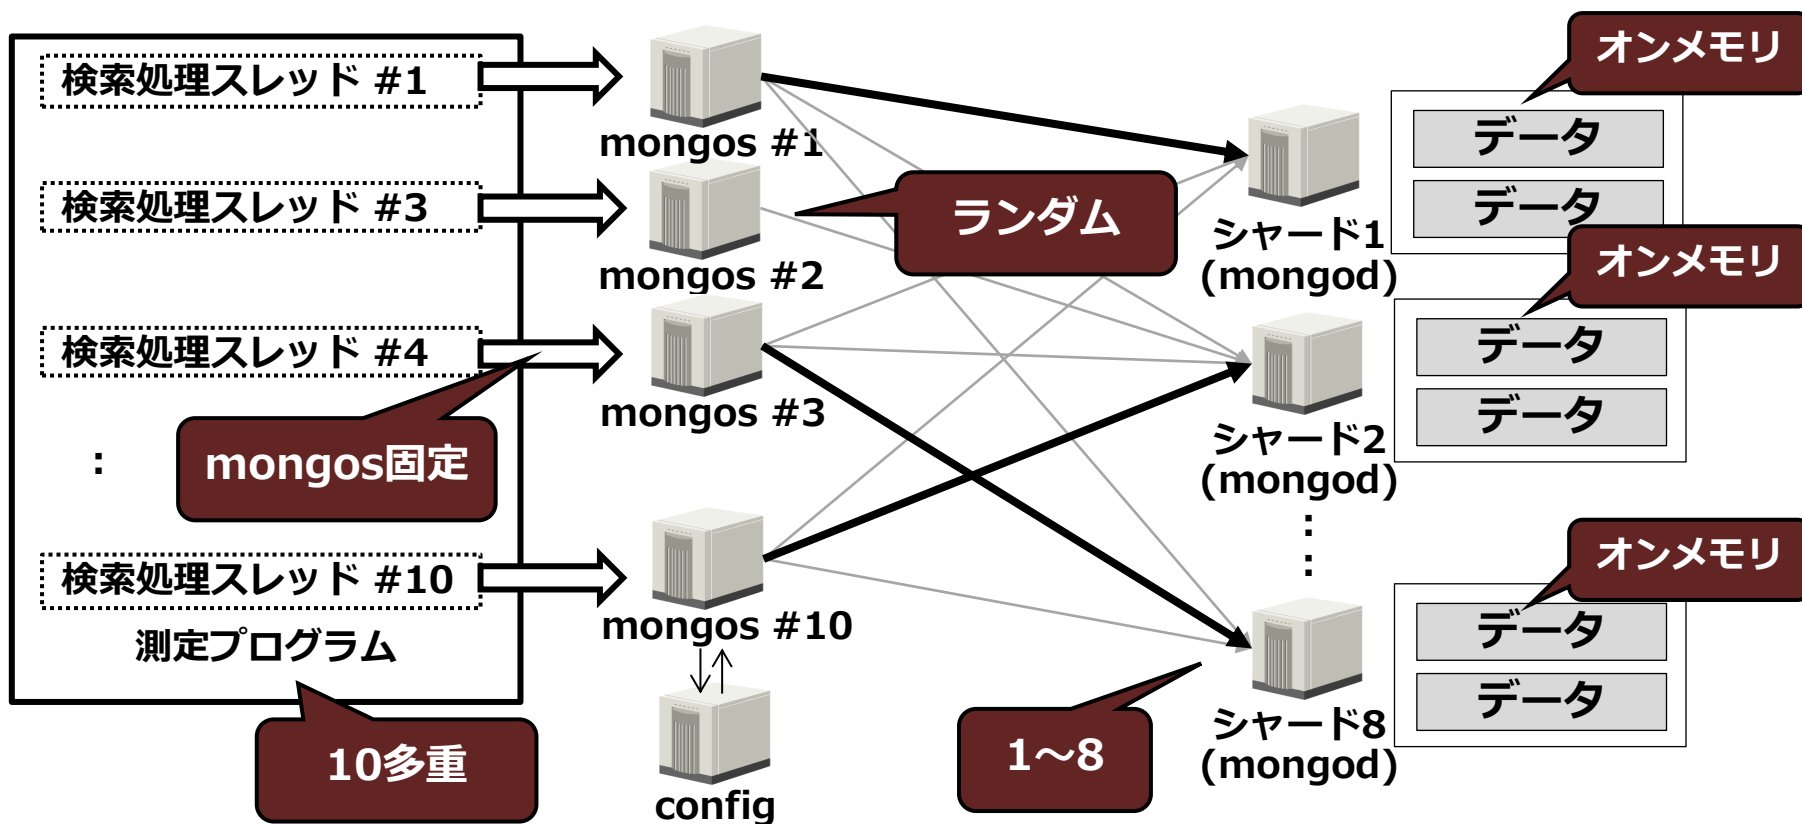 検索処理スレッド #1
検索処理スレッド #3
検索処理スレッド #4
:
mongos固定
検索処理スレッド #10
測定プログラム
10多重
mongos #1
mongos #2
mongos #3
mongos #10
config
ランダム
1～8
シャード1
(mongod)
シャード2
(mongod)
:
:
シャード8
(mongod)
オンメモリ
データ
データ
オンメモリ
データ
データ
オンメモリ
データ
データ